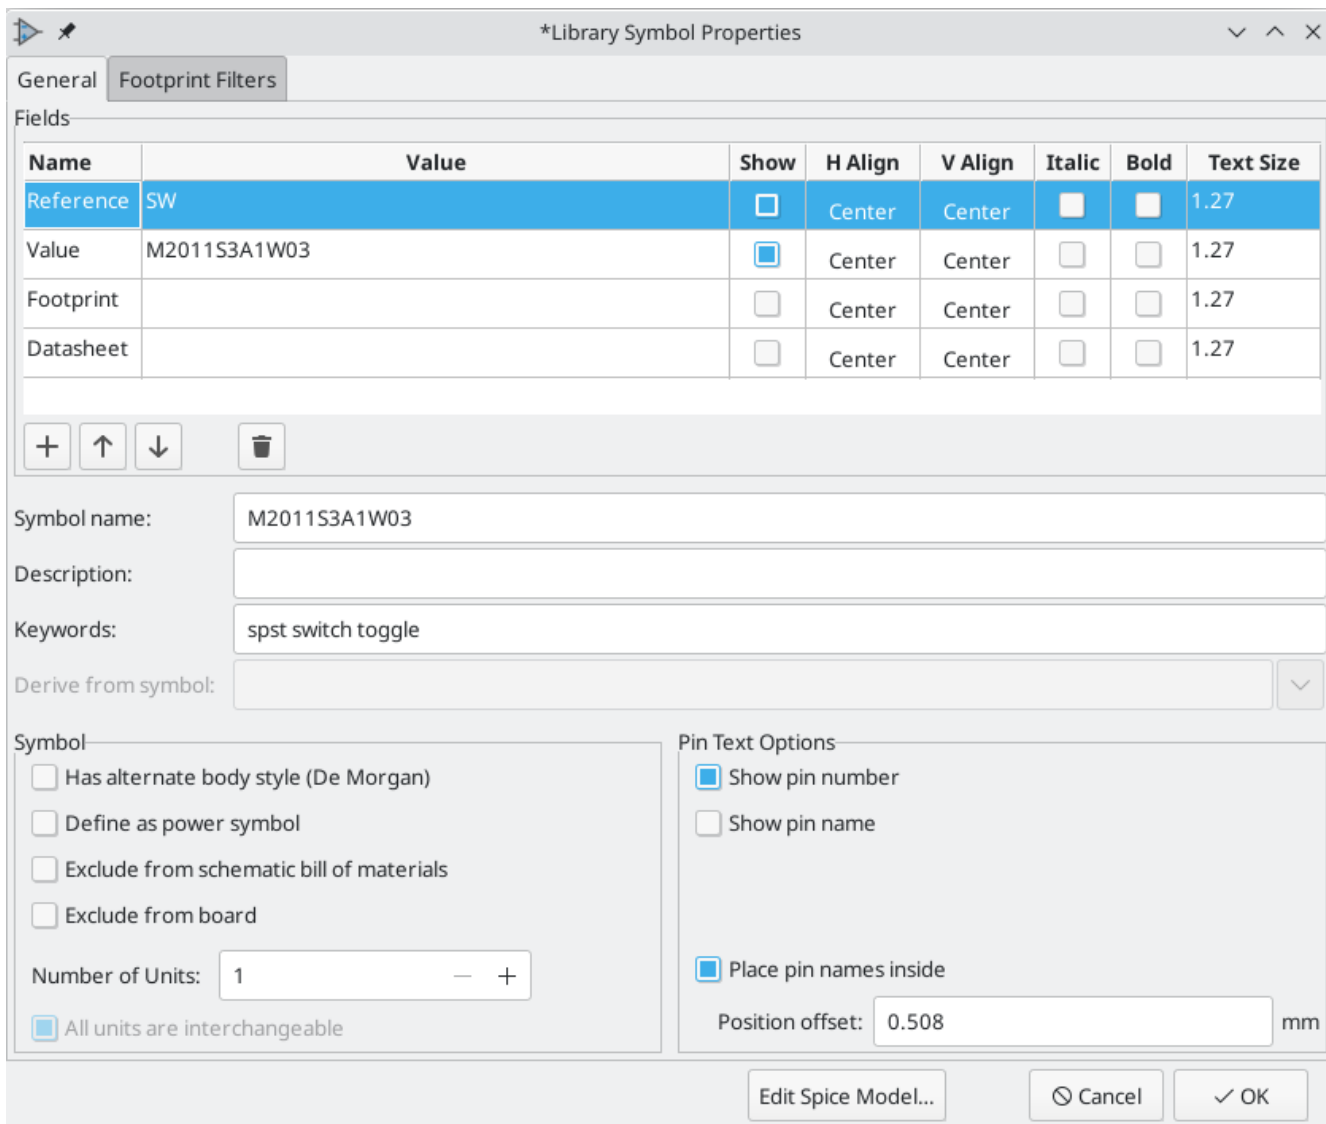 *Library Symbol Properties
General Footprint Filters
Fields
Name Value Show H Align V Align Italic Bold Text Size
Reference SW Center Center 1.27
Value M2011S3A1W03 Center Center 1.27
Footprint Center Center 1.27
Datasheet Center Center 1.27
Symbol name: M2011S3A1W03
Description:
Keywords: spst switch toggle
Derive from symbol:
Symbol Pin Text Options
Has alternate body style (De Morgan) Show pin number
Define as power symbol Show pin name
Exclude from schematic bill of materials
Exclude from board
Number of Units: 1 Place pin names inside
All units are interchangeable Position offset: 0.508 mm
Edit Spice Model... Cancel OK